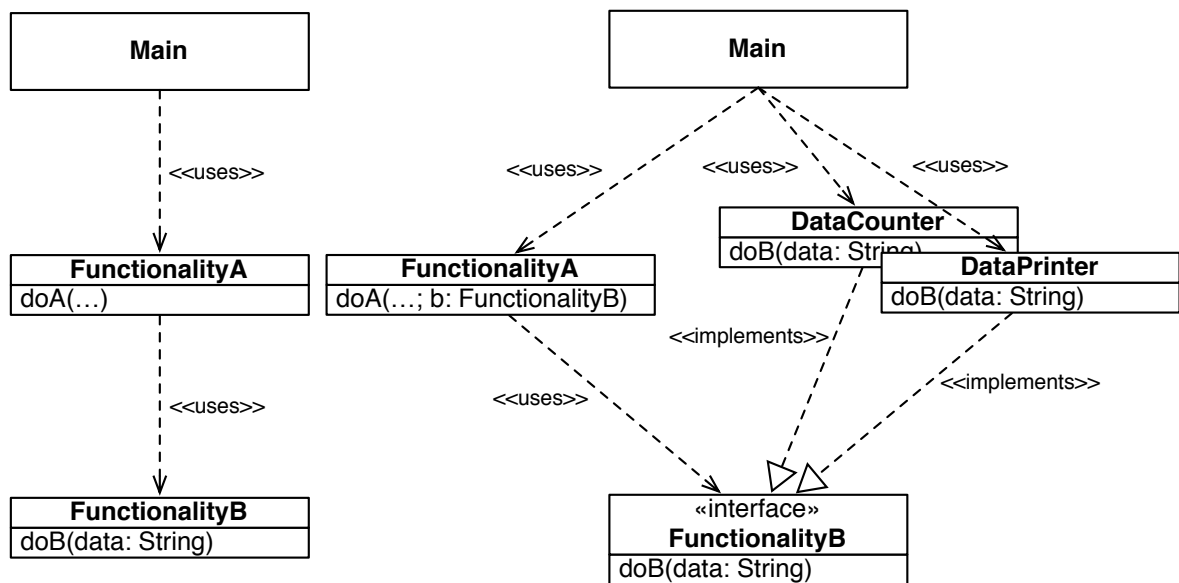 Main
<<uses>>
FunctionalityA
doA(…)
<<uses>>
FunctionalityB
doB(data: String)
Main
<<uses>>
<<uses>>
<<uses>>
DataCounter
doB(data: String)
FunctionalityA
doA(…; b: FunctionalityB)
DataPrinter
doB(data: String)
<<implements>>
<<implements>>
<<uses>>
«interface»
FunctionalityB
doB(data: String)